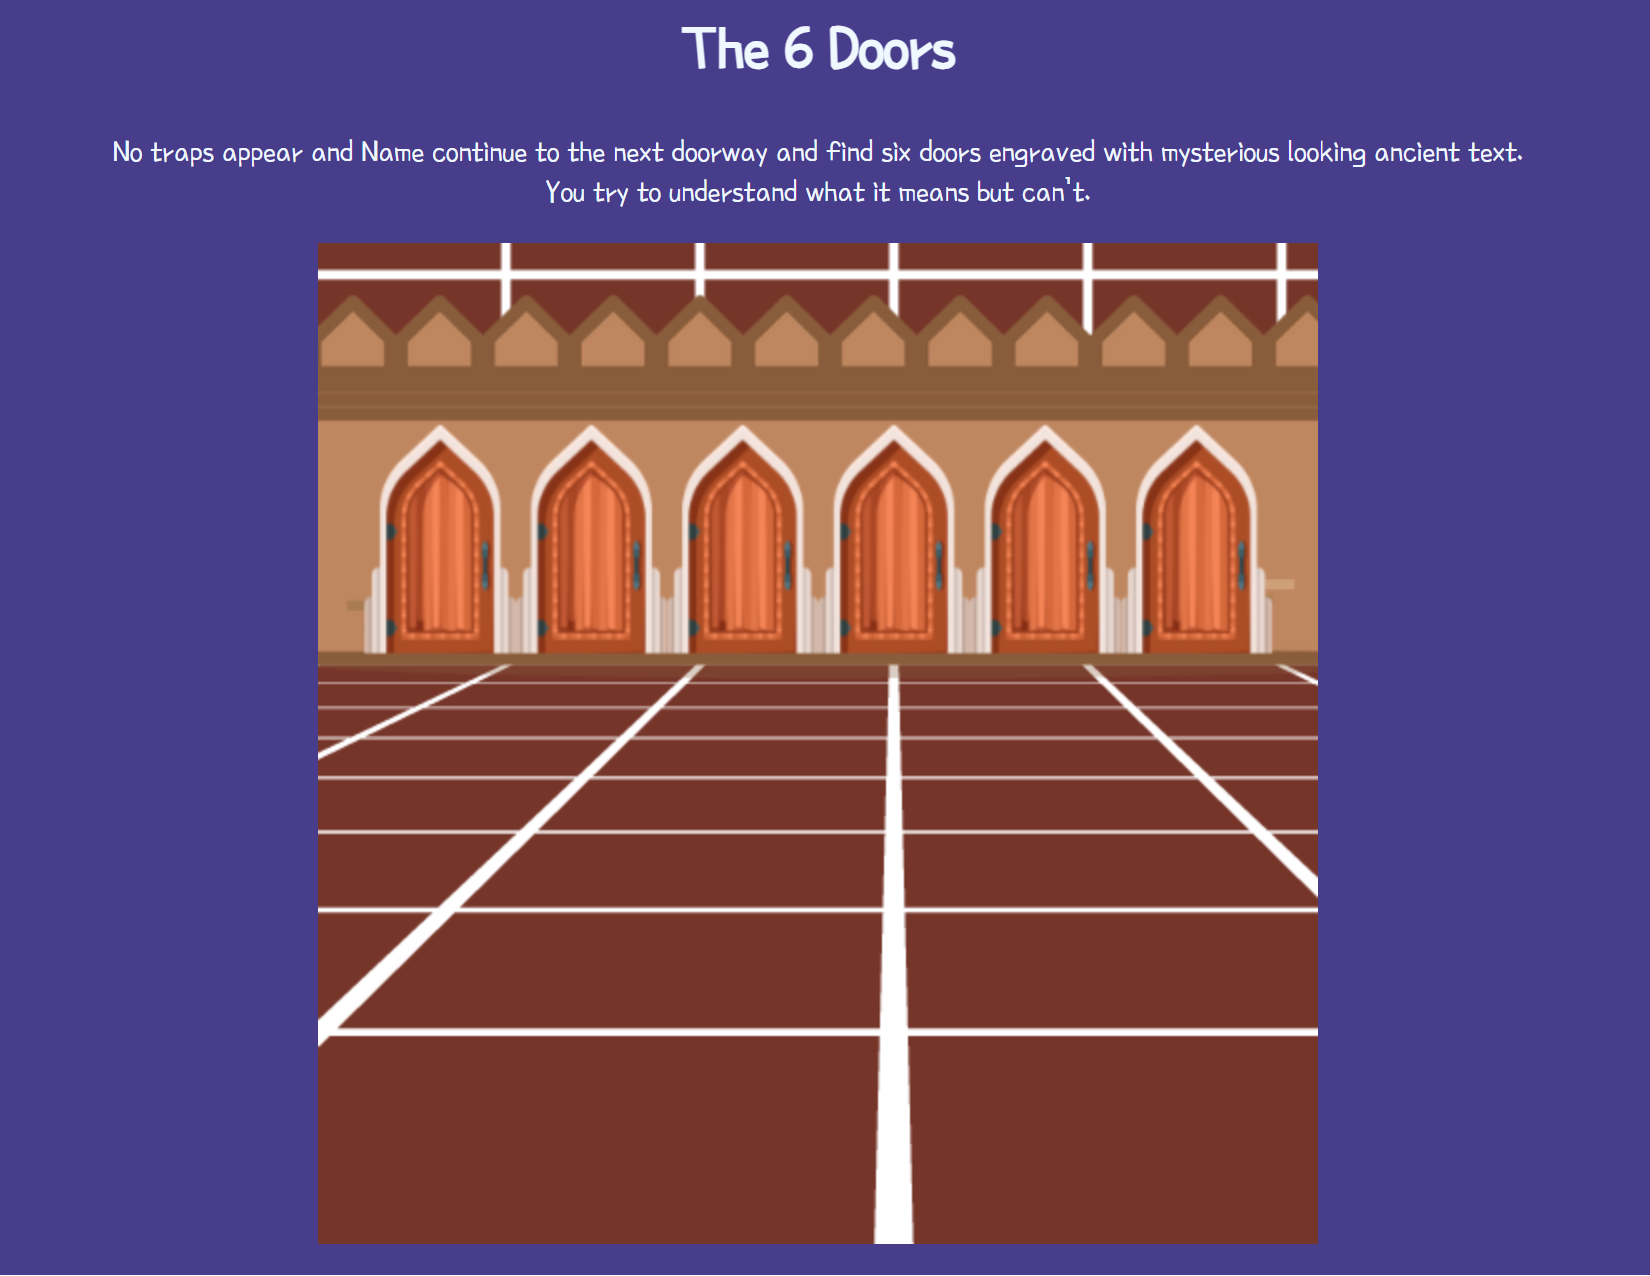 The 6 Doors
No traps appear and Name continue to the next doorway and find six doors engraved with mysterious looking ancient text.
You try to understand what it means but can't.